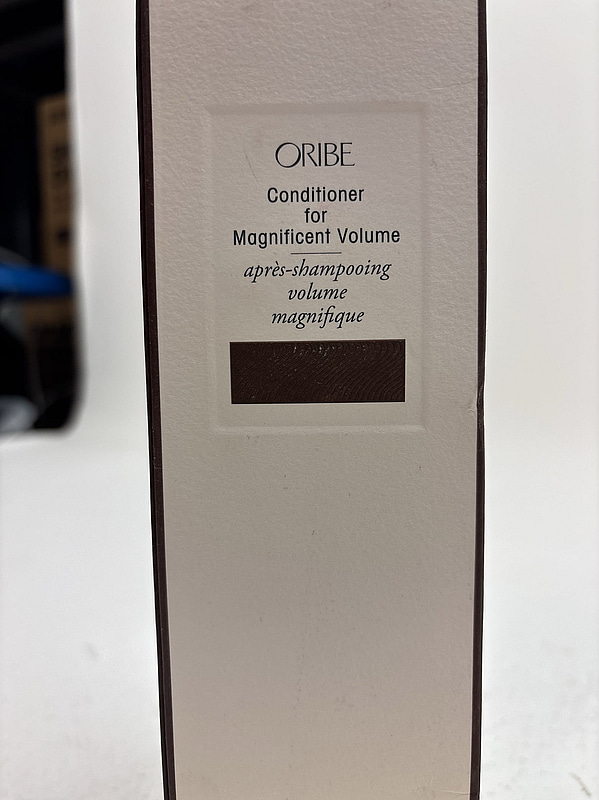 ORIBE
Conditioner
for
Magnificent Volume
après-shampooing
volume
magnifique